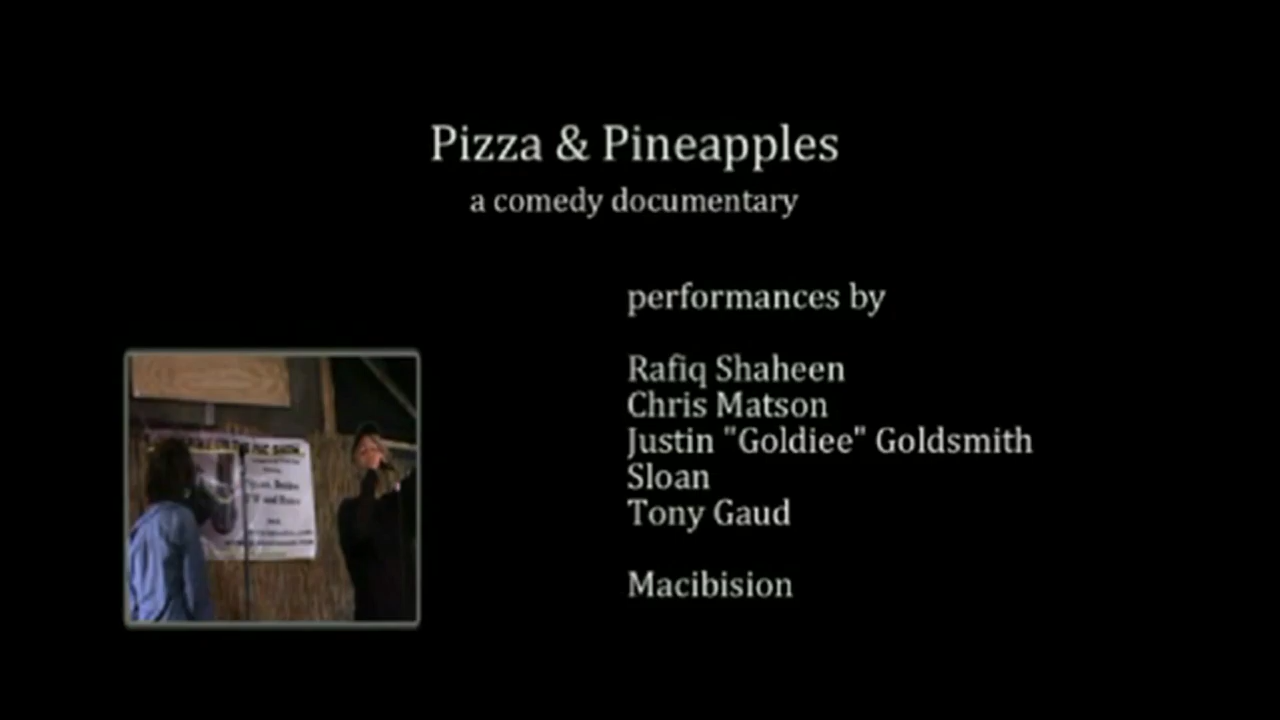 Pizza & Pineapples
a comedy documentary
performances by
Rafiq Shaheen
Chris Matson
Justin "Goldiee" Goldsmith
Sloan
Tony Gaud
Macibision